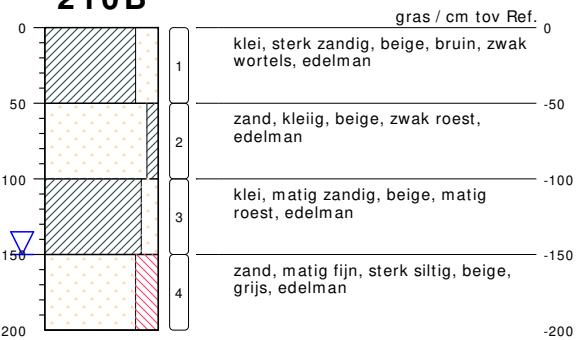 210B
gras / cm tov Ref.
0
0
klei, sterk zandig, beige, bruin, zwak
wortels, edelman
1
50
-50
zand, kleiig, beige, zwak roest,
edelman
2
100
-100
klei, matig zandig, beige, matig
roest, edelman
3
150
-150
zand, matig fijn, sterk siltig, beige,
grijs, edelman
4
200
-200